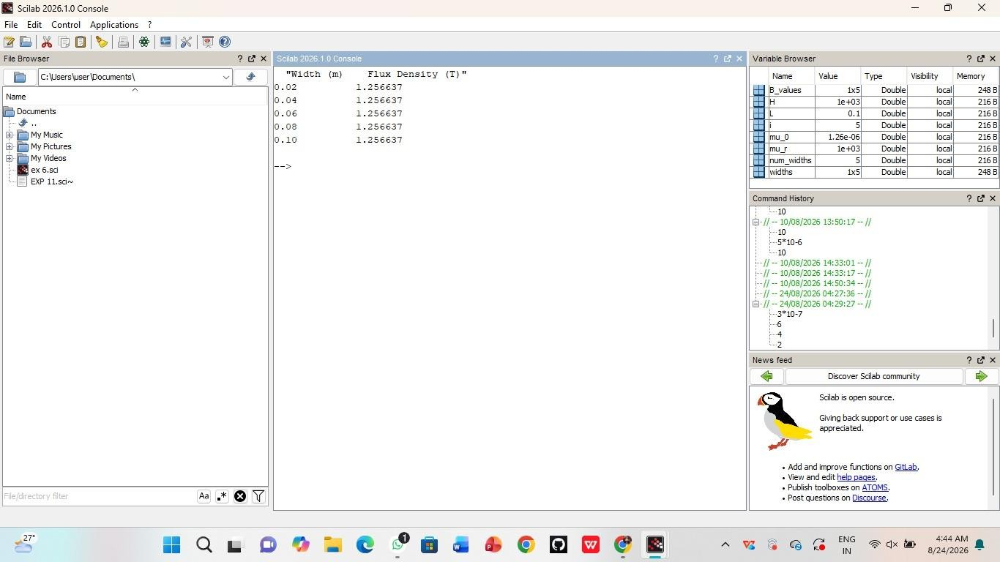 Scilab 2026.1.0 Console
File Edit Control Applications ?
File Browser ?
C:\Users\user\Documents\
Name
Documents
..
My Music
My Pictures
My Videos
ex 6.sci
EXP 11.sci~
File/directory filter
Aa .*
Scilab 2026.1.0 Console ?
"Width (m) Flux Density (T)"
0.02 1.256637
0.04 1.256637
0.06 1.256637
0.08 1.256637
0.10 1.256637
-->
Variable Browser ?
Name Value Type Visibility Memory
B_values 1x5 Double local 248 B
H 1e+03 Double local 216 B
L 0.1 Double local 216 B
i 5 Double local 216 B
mu_0 1.26e-06 Double local 216 B
mu_r 1e+03 Double local 216 B
num_widths 5 Double local 216 B
widths 1x5 Double local 248 B
Command History ?
10
// -- 10/08/2026 13:50:17 -- //
10
5*10-6
10
// -- 10/08/2026 14:33:01 -- //
// -- 10/08/2026 14:33:17 -- //
// -- 10/08/2026 14:50:34 -- //
// -- 24/08/2026 04:27:36 -- //
// -- 24/08/2026 04:29:27 -- //
3*10-7
6
4
2
News feed ?
Discover Scilab community
Scilab is open source.
Giving back support or use cases is
appreciated.
• Add and improve functions on GitLab.
• View and edit help pages.
• Publish toolboxes on ATOMS.
• Post questions on Discourse.
27°
1
ENG
IN
4:44 AM
8/24/2026